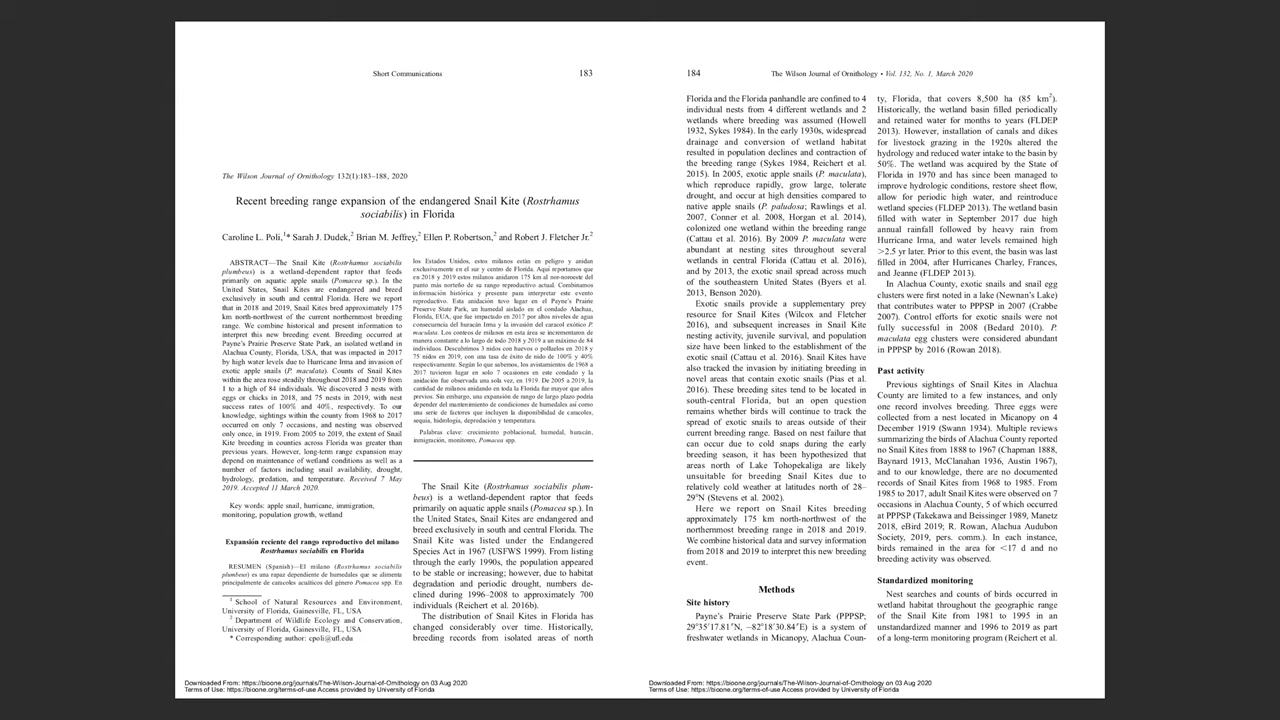 Short Communications 183
The Wilson Journal of Ornithology 132(1):183–188, 2020
Recent breeding range expansion of the endangered Snail Kite (Rostrhamus
sociabilis) in Florida
Caroline L. Poli,1* Sarah J. Dudek,2 Brian M. Jeffrey,2 Ellen P. Robertson,2 and Robert J. Fletcher Jr.2
ABSTRACT—The Snail Kite (Rostrhamus sociabilis
plumbeus) is a wetland-dependent raptor that feeds
primarily on aquatic apple snails (Pomacea sp.). In the
United States, Snail Kites are endangered and breed
exclusively in south and central Florida. Here we report
that in 2018 and 2019, Snail Kites bred approximately 175
km north-northwest of the current northernmost breeding
range. We combine historical and present information to
interpret this new breeding event. Breeding occurred at
Payne's Prairie Preserve State Park, an isolated wetland in
Alachua County, Florida, USA, that was impacted in 2017
by high water levels due to Hurricane Irma and invasion of
exotic apple snails (P. maculata). Counts of Snail Kites
within the area rose steadily throughout 2018 and 2019 from
1 to a high of 84 individuals. We discovered 3 nests with
eggs or chicks in 2018, and 75 nests in 2019, with nest
success rates of 100% and 40%, respectively. To our
knowledge, sightings within the county from 1968 to 2017
occurred on only 7 occasions, and nesting was observed
only once, in 1919. From 2005 to 2019, the extent of Snail
Kite breeding in counties across Florida was greater than
previous years. However, long-term range expansion may
depend on maintenance of wetland conditions as well as a
number of factors including snail availability, drought,
hydrology, predation, and temperature. Received 7 May
2019. Accepted 11 March 2020.
Key words: apple snail, hurricane, immigration,
monitoring, population growth, wetland
Expansión reciente del rango reproductivo del milano
Rostrhamus sociabilis en Florida
RESUMEN (Spanish)—El milano (Rostrhamus sociabilis
plumbeus) es una rapaz dependiente de humedales que se alimenta
principalmente de caracoles acuáticos del género Pomacea spp. En
1 School of Natural Resources and Environment,
University of Florida, Gainesville, FL, USA
2 Department of Wildlife Ecology and Conservation,
University of Florida, Gainesville, FL, USA
* Corresponding author: cpoli@ufl.edu
los Estados Unidos, estos milanos están en peligro y anidan
exclusivamente en el sur y centro de Florida. Aquí reportamos que
en 2018 y 2019 estos milanos anidaron 175 km al nor-noroeste del
punto más norteño de su rango reproductivo actual. Combinamos
información histórica y presente para interpretar este evento
reproductivo. Esta anidación tuvo lugar en el Payne's Prairie
Preserve State Park, un humedal aislado en el condado Alachua,
Florida, EUA, que fue impactado en 2017 por altos niveles de agua
consecuencia del huracán Irma y la invasión del caracol exótico P.
maculata. Los conteos de milanos en esta área se incrementaron de
manera constante a lo largo de todo 2018 y 2019 a un máximo de 84
individuos. Descubrimos 3 nidos con huevos o polluelos en 2018 y
75 nidos en 2019, con una tasa de éxito de nido de 100% y 40%
respectivamente. Según lo que sabemos, los avistamientos de 1968 a
2017 tuvieron lugar en solo 7 ocasiones en este condado y la
anidación fue observada una sola vez, en 1919. De 2005 a 2019, la
cantidad de milanos anidando en toda la Florida fue mayor que años
previos. Sin embargo, una expansión de rango de largo plazo podría
depender del mantenimiento de condiciones de humedales así como
una serie de factores que incluyen la disponibilidad de caracoles,
sequía, hidrología, depredación y temperatura.
Palabras clave: crecimiento poblacional, humedal, huracán,
inmigración, monitoreo, Pomacea spp.
The Snail Kite (Rostrhamus sociabilis plum-
beus) is a wetland-dependent raptor that feeds
primarily on aquatic apple snails (Pomacea sp.). In
the United States, Snail Kites are endangered and
breed exclusively in south and central Florida. The
Snail Kite was listed under the Endangered
Species Act in 1967 (USFWS 1999). From listing
through the early 1990s, the population appeared
to be stable or increasing; however, due to habitat
degradation and periodic drought, numbers de-
clined during 1996–2008 to approximately 700
individuals (Reichert et al. 2016b).
The distribution of Snail Kites in Florida has
changed considerably over time. Historically,
breeding records from isolated areas of north
Downloaded From: https://bioone.org/journals/The-Wilson-Journal-of-Ornithology on 03 Aug 2020
Terms of Use: https://bioone.org/terms-of-use Access provided by University of Florida
184 The Wilson Journal of Ornithology • Vol. 132, No. 1, March 2020
Florida and the Florida panhandle are confined to 4
individual nests from 4 different wetlands and 2
wetlands where breeding was assumed (Howell
1932, Sykes 1984). In the early 1930s, widespread
drainage and conversion of wetland habitat
resulted in population declines and contraction of
the breeding range (Sykes 1984, Reichert et al.
2015). In 2005, exotic apple snails (P. maculata),
which reproduce rapidly, grow large, tolerate
drought, and occur at high densities compared to
native apple snails (P. paludosa; Rawlings et al.
2007, Conner et al. 2008, Horgan et al. 2014),
colonized one wetland within the breeding range
(Cattau et al. 2016). By 2009 P. maculata were
abundant at nesting sites throughout several
wetlands in central Florida (Cattau et al. 2016),
and by 2013, the exotic snail spread across much
of the southeastern United States (Byers et al.
2013, Benson 2020).
Exotic snails provide a supplementary prey
resource for Snail Kites (Wilcox and Fletcher
2016), and subsequent increases in Snail Kite
nesting activity, juvenile survival, and population
size have been linked to the establishment of the
exotic snail (Cattau et al. 2016). Snail Kites have
also tracked the invasion by initiating breeding in
novel areas that contain exotic snails (Pias et al.
2016). These breeding sites tend to be located in
south-central Florida, but an open question
remains whether birds will continue to track the
spread of exotic snails to areas outside of their
current breeding range. Based on nest failure that
can occur due to cold snaps during the early
breeding season, it has been hypothesized that
areas north of Lake Tohopekaliga are likely
unsuitable for breeding Snail Kites due to
relatively cold weather at latitudes north of 28–
29°N (Stevens et al. 2002).
Here we report on Snail Kites breeding
approximately 175 km north-northwest of the
northernmost breeding range in 2018 and 2019.
We combine historical data and survey information
from 2018 and 2019 to interpret this new breeding
event.
Methods
Site history
Payne's Prairie Preserve State Park (PPPSP;
29°35′17.81″N, −82°18′30.84″E) is a system of
freshwater wetlands in Micanopy, Alachua Coun-
ty, Florida, that covers 8,500 ha (85 km2).
Historically, the wetland basin filled periodically
and retained water for months to years (FLDEP
2013). However, installation of canals and dikes
for livestock grazing in the 1920s altered the
hydrology and reduced water intake to the basin by
50%. The wetland was acquired by the State of
Florida in 1970 and has since been managed to
improve hydrologic conditions, restore sheet flow,
allow for periodic high water, and reintroduce
wetland species (FLDEP 2013). The wetland basin
filled with water in September 2017 due high
annual rainfall followed by heavy rain from
Hurricane Irma, and water levels remained high
>2.5 yr later. Prior to this event, the basin was last
filled in 2004, after Hurricanes Charley, Frances,
and Jeanne (FLDEP 2013).
In Alachua County, exotic snails and snail egg
clusters were first noted in a lake (Newnan's Lake)
that contributes water to PPPSP in 2007 (Crabbe
2007). Control efforts for exotic snails were not
fully successful in 2008 (Bedard 2010). P.
maculata egg clusters were considered abundant
in PPPSP by 2016 (Rowan 2018).
Past activity
Previous sightings of Snail Kites in Alachua
County are limited to a few instances, and only
one record involves breeding. Three eggs were
collected from a nest located in Micanopy on 4
December 1919 (Swann 1934). Multiple reviews
summarizing the birds of Alachua County reported
no Snail Kites from 1888 to 1967 (Chapman 1888,
Baynard 1913, McClanahan 1936, Austin 1967),
and to our knowledge, there are no documented
records of Snail Kites from 1968 to 1985. From
1985 to 2017, adult Snail Kites were observed on 7
occasions in Alachua County, 5 of which occurred
at PPPSP (Takekawa and Beissinger 1989, Manetz
2018, eBird 2019; R. Rowan, Alachua Audubon
Society, 2019, pers. comm.). In each instance,
birds remained in the area for <17 d and no
breeding activity was observed.
Standardized monitoring
Nest searches and counts of birds occurred in
wetland habitat throughout the geographic range
of the Snail Kite from 1981 to 1995 in an
unstandardized manner and 1996 to 2019 as part
of a long-term monitoring program (Reichert et al.
Downloaded From: https://bioone.org/journals/The-Wilson-Journal-of-Ornithology on 03 Aug 2020
Terms of Use: https://bioone.org/terms-of-use Access provided by University of Florida